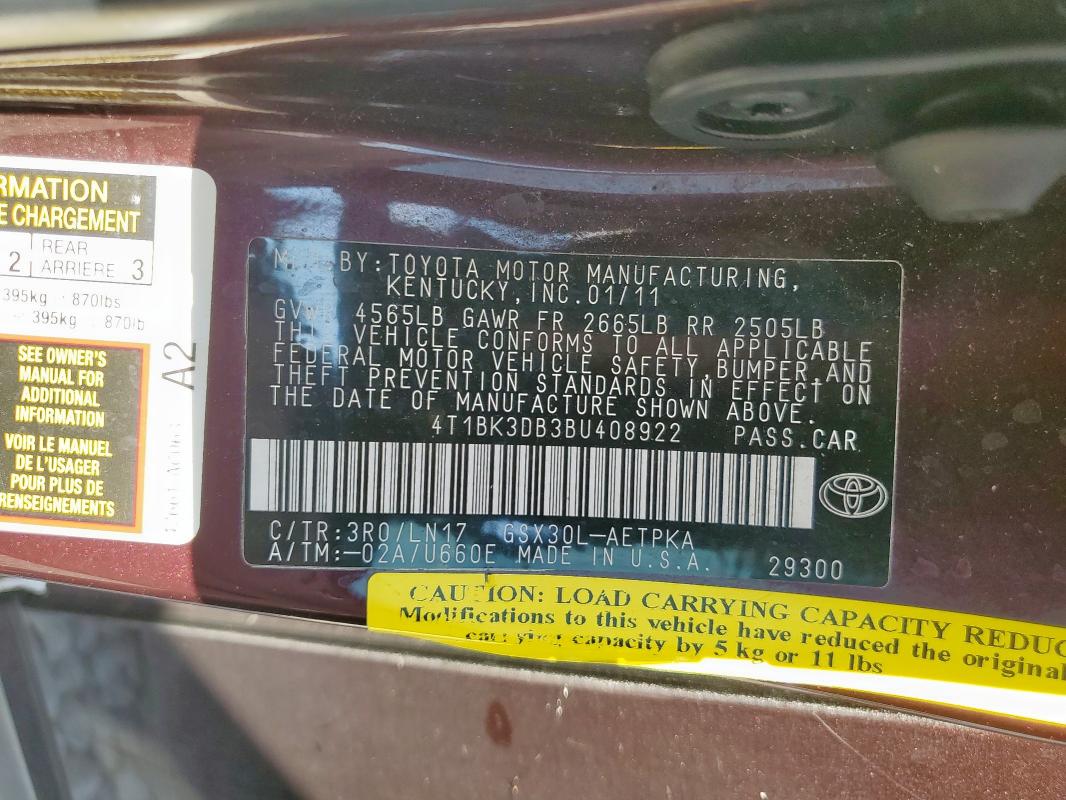 RMATION
E CHARGEMENT
2 REAR
ARRIERE 3
395kg · 870lbs
395kg · 870lb
SEE OWNER'S
MANUAL FOR
ADDITIONAL
INFORMATION
VOIR LE MANUEL
DE L'USAGER
POUR PLUS DE
RENSEIGNEMENTS
A2
BY:TOYOTA MOTOR MANUFACTURING,
KENTUCKY,INC.01/11
GVWR 4565LB GAWR FR 2665LB RR 2505LB
THIS VEHICLE CONFORMS TO ALL APPLICABLE
FEDERAL MOTOR VEHICLE SAFETY,BUMPER,AND
THEFT PREVENTION STANDARDS IN EFFECT ON
THE DATE OF MANUFACTURE SHOWN ABOVE.
4T1BK3DB3BU408922 PASS.CAR
C/TR:3R0/LN17 GSX30L-AETPKA
A/TM:-02A/U660E MADE IN U.S.A. 29300
CAUTION: LOAD CARRYING CAPACITY REDUC
Modifications to this vehicle have reduced the original
carrying capacity by 5 kg or 11 lbs